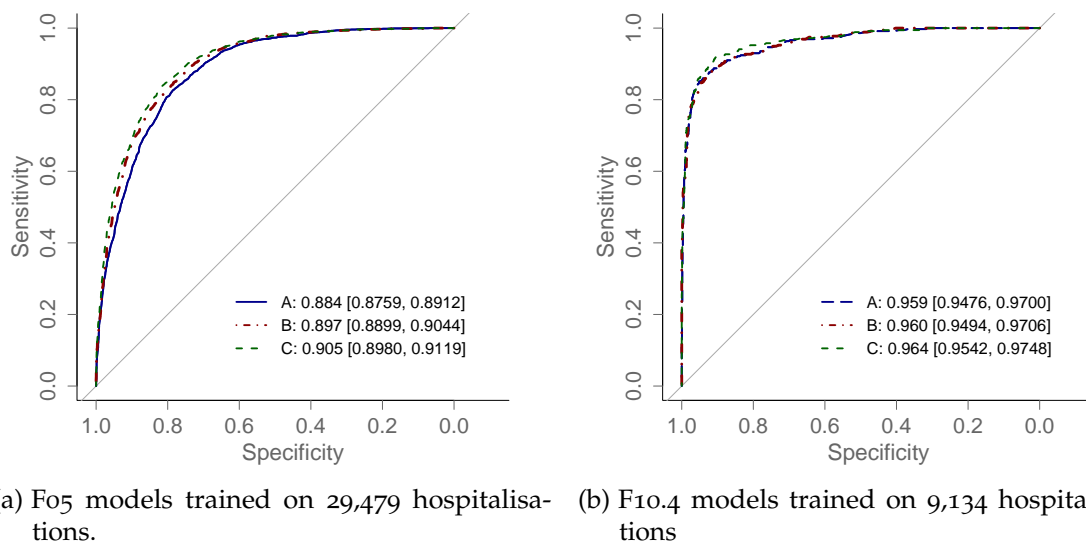 1.0
0.8
0.6
0.4
0.2
0.0
Sensitivity
A: 0.884 [0.8759, 0.8912]
B: 0.897 [0.8899, 0.9044]
C: 0.905 [0.8980, 0.9119]
1.0 0.8 0.6 0.4 0.2 0.0
Specificity
a) F05 models trained on 29,479 hospitalisa-
tions.
1.0
0.8
0.6
0.4
0.2
0.0
Sensitivity
A: 0.959 [0.9476, 0.9700]
B: 0.960 [0.9494, 0.9706]
C: 0.964 [0.9542, 0.9748]
1.0 0.8 0.6 0.4 0.2 0.0
Specificity
(b) F10.4 models trained on 9,134 hospita
tions